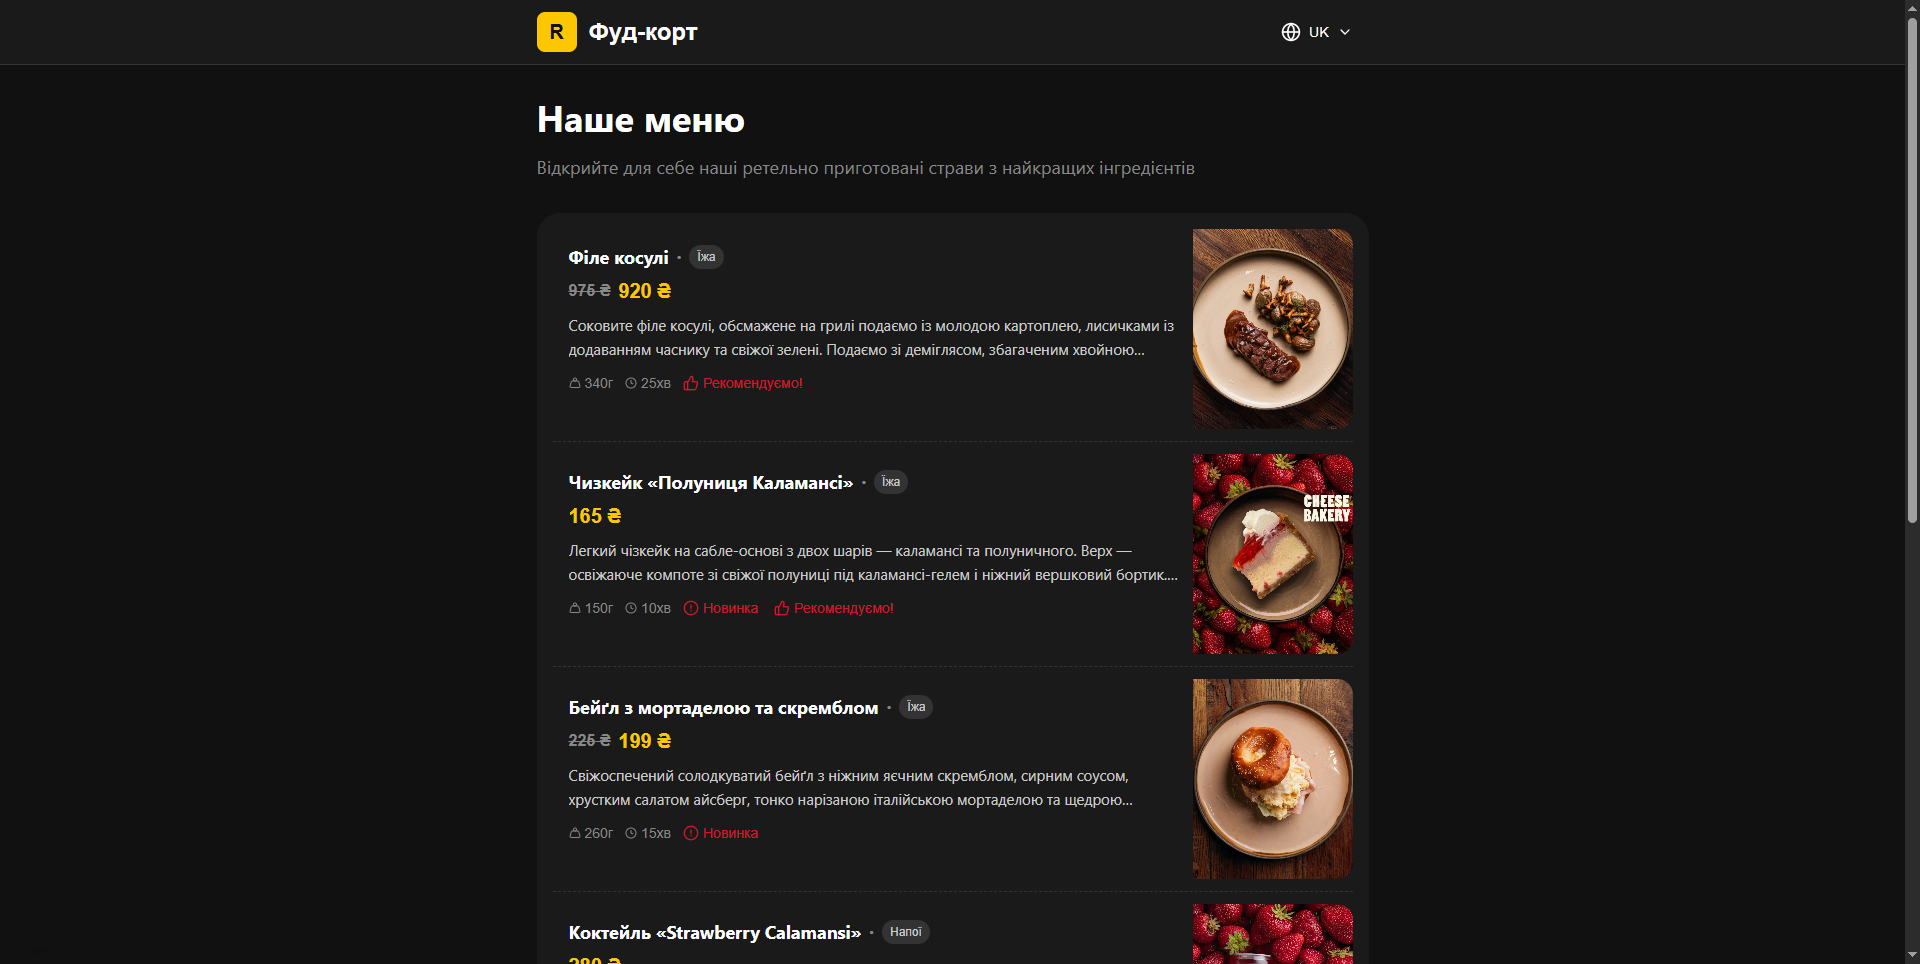 R Фуд-корт
UK
Наше меню
Відкрийте для себе наші ретельно приготовані страви з найкращих інгредієнтів
Філе косулі • Їжа
975 ₴ 920 ₴
Соковите філе косулі, обсмажене на грилі подаємо із молодою картоплею, лисичками із
додаванням часнику та свіжої зелені. Подаємо зі деміглясом, збагаченим хвойною...
340г 25хв Рекомендуємо!
Чизкейк «Полуниця Каламансі» • Їжа
165 ₴
Легкий чізкейк на сабле-основі з двох шарів — каламансі та полуничного. Верх —
освіжаюче компоте зі свіжої полуниці під каламансі-гелем і ніжний вершковий бортик....
150г 10хв Новинка Рекомендуємо!
CHEESE
BAKERY
Бейґл з мортаделою та скремблом • Їжа
225 ₴ 199 ₴
Свіжоспечений солодкуватий бейґл з ніжним яєчним скремблом, сирним соусом,
хрустким салатом айсберг, тонко нарізаною італійською мортаделою та щедрою...
260г 15хв Новинка
Коктейль «Strawberry Calamansi» • Напої
280 ₴